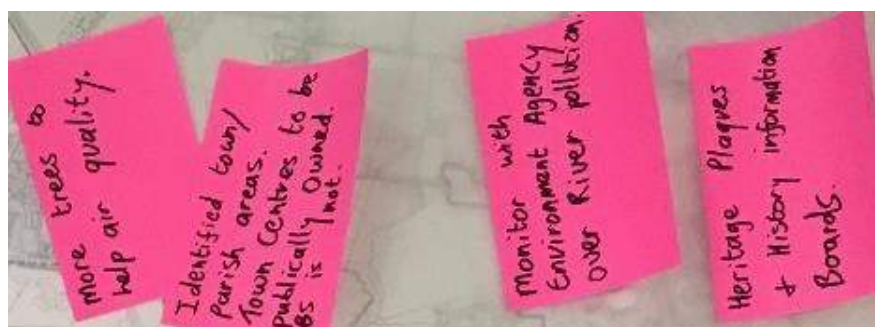 More trees to
help air quality.
Identified town/
Parish areas.
Town Centres to be
publically Owned.
BS is not.
Monitor with
Environment Agency
Over River pollution.
Heritage Plaques
+ History information
Boards.